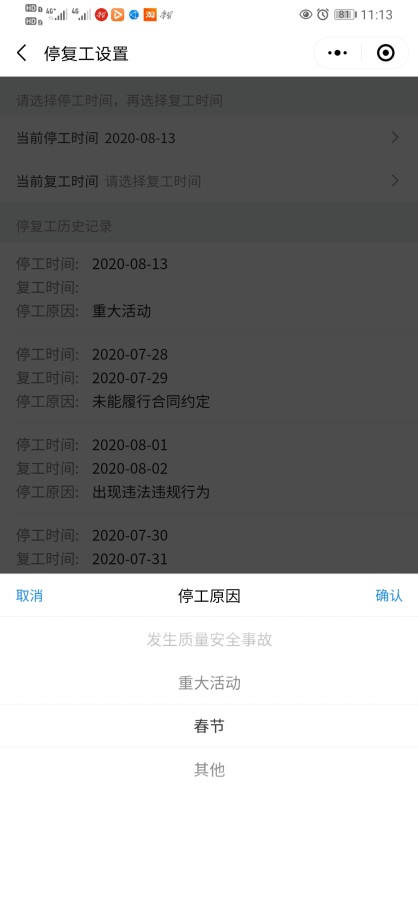 HD 2 4G+ 4G 81 11:13
HD 2
停复工设置
请选择停工时间，再选择复工时间
当前停工时间 2020-08-13
当前复工时间 请选择复工时间
停复工历史记录
停工时间: 2020-08-13
复工时间:
停工原因: 重大活动
停工时间: 2020-07-28
复工时间: 2020-07-29
停工原因: 未能履行合同约定
停工时间: 2020-08-01
复工时间: 2020-08-02
停工原因: 出现违法违规行为
停工时间: 2020-07-30
复工时间: 2020-07-31
取消 停工原因 确认
发生质量安全事故
重大活动
春节
其他